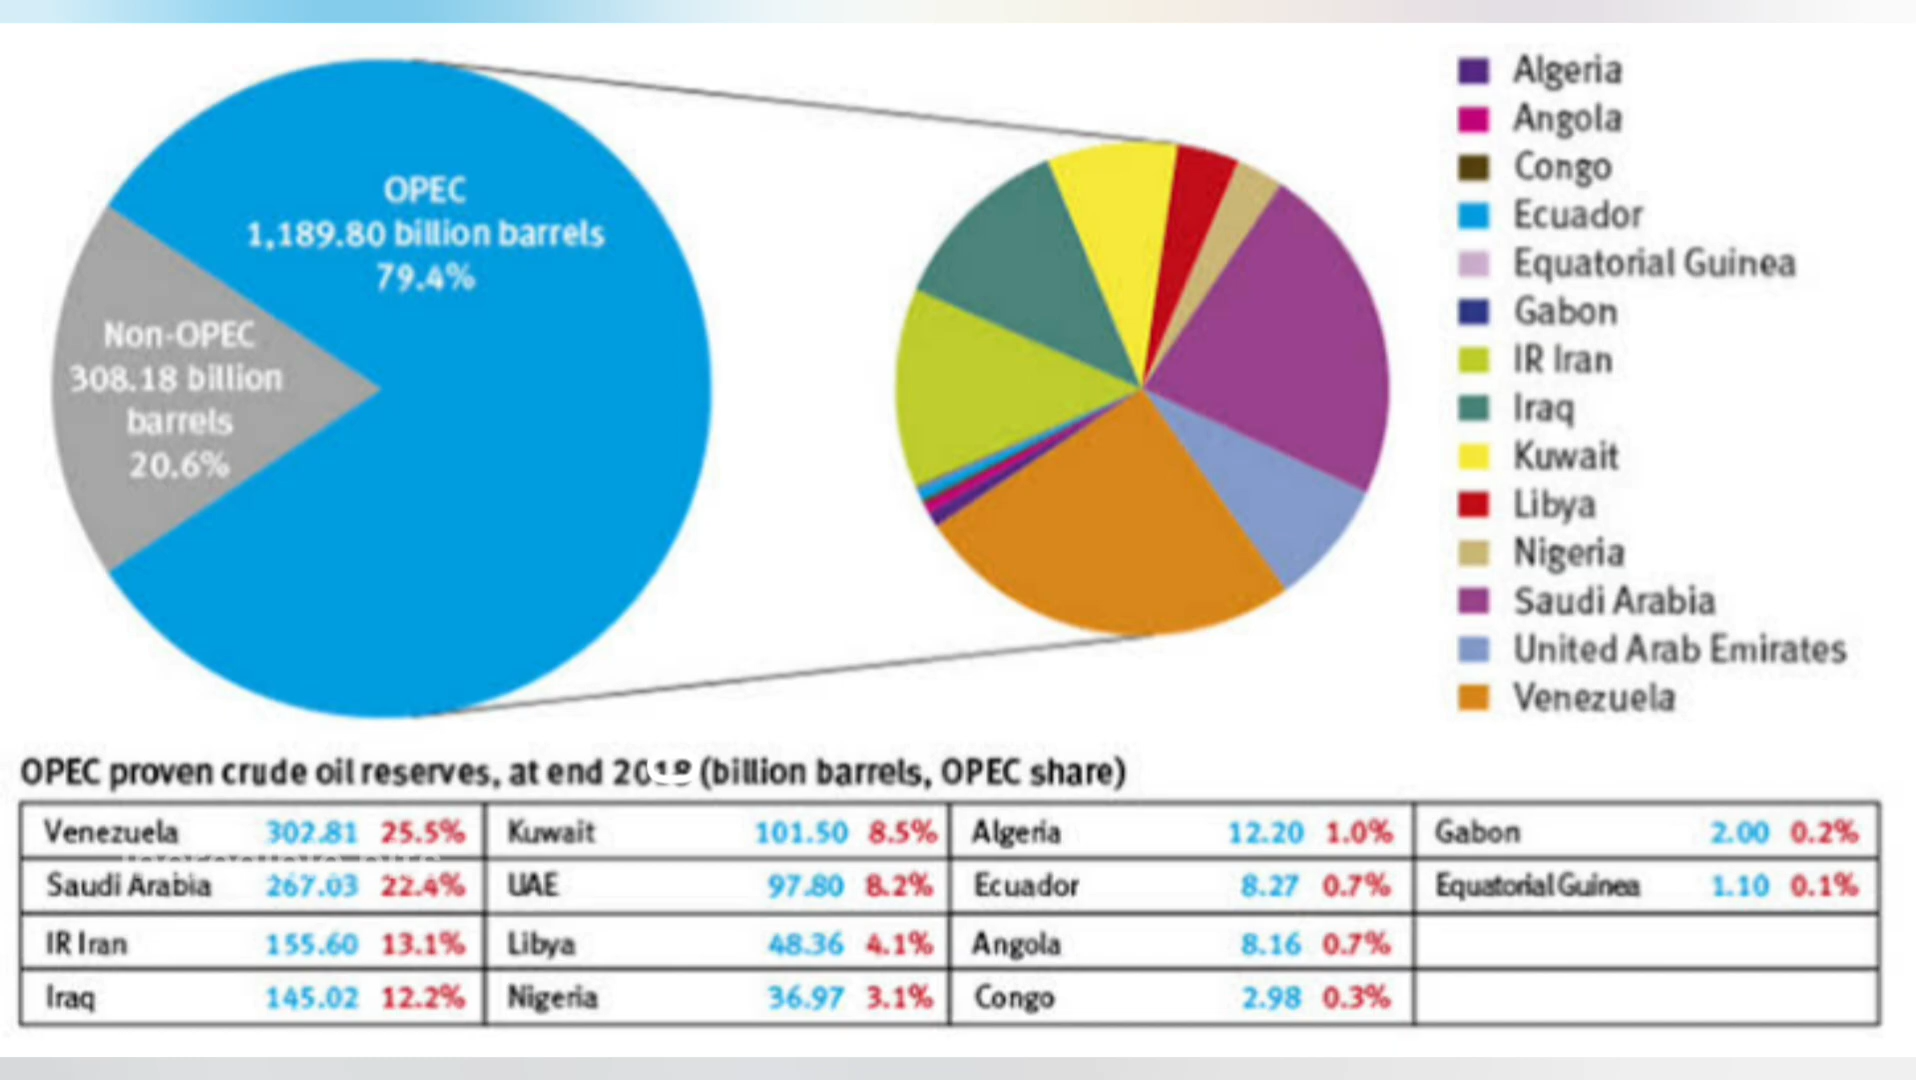 OPEC
1,189.80 billion barrels
79.4%
Non-OPEC
308.18 billion
barrels
20.6%
Algeria
Angola
Congo
Ecuador
Equatorial Guinea
Gabon
IR Iran
Iraq
Kuwait
Libya
Nigeria
Saudi Arabia
United Arab Emirates
Venezuela
OPEC proven crude oil reserves, at end 2018 (billion barrels, OPEC share)
Venezuela 302.81 25.5% Kuwait 101.50 8.5% Algeria 12.20 1.0% Gabon 2.00 0.2%
Saudi Arabia 267.03 22.4% UAE 97.80 8.2% Ecuador 8.27 0.7% Equatorial Guinea 1.10 0.1%
IR Iran 155.60 13.1% Libya 48.36 4.1% Angola 8.16 0.7%
Iraq 145.02 12.2% Nigeria 36.97 3.1% Congo 2.98 0.3%